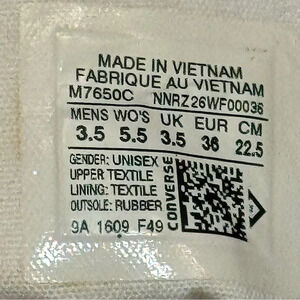 MADE IN VIETNAM
FABRIQUE AU VIETNAM
M7650C NNRZ26WF00036
MENS WO'S UK EUR CM
3.5 5.5 3.5 36 22.5
GENDER: UNISEX
UPPER TEXTILE
LINING: TEXTILE
OUTSOLE: RUBBER
9A 1609 F49
CONVERSE